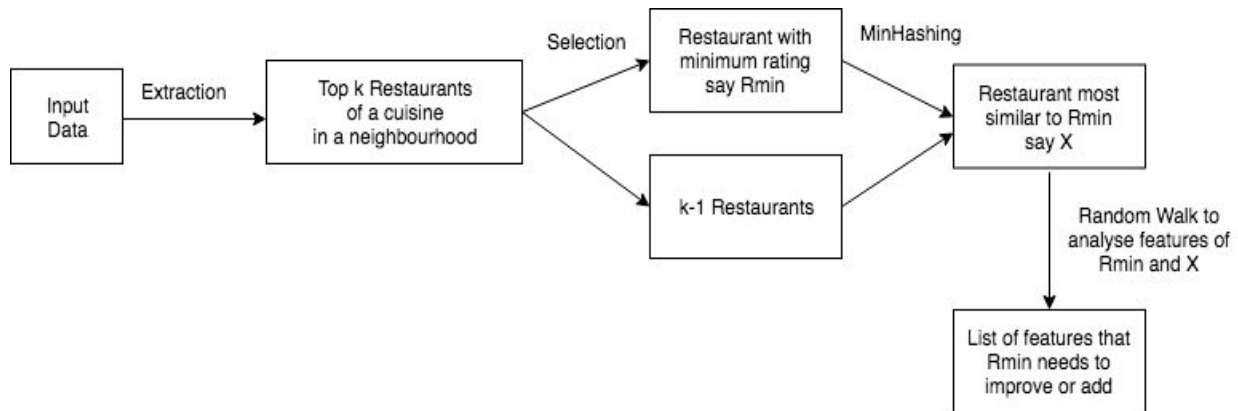 Input
Data
Extraction
Top k Restaurants
of a cuisine
in a neighbourhood
Selection
Restaurant with
minimum rating
say Rmin
k-1 Restaurants
MinHashing
Restaurant most
similar to Rmin
say X
Random Walk to
analyse features of
Rmin and X
List of features that
Rmin needs to
improve or add